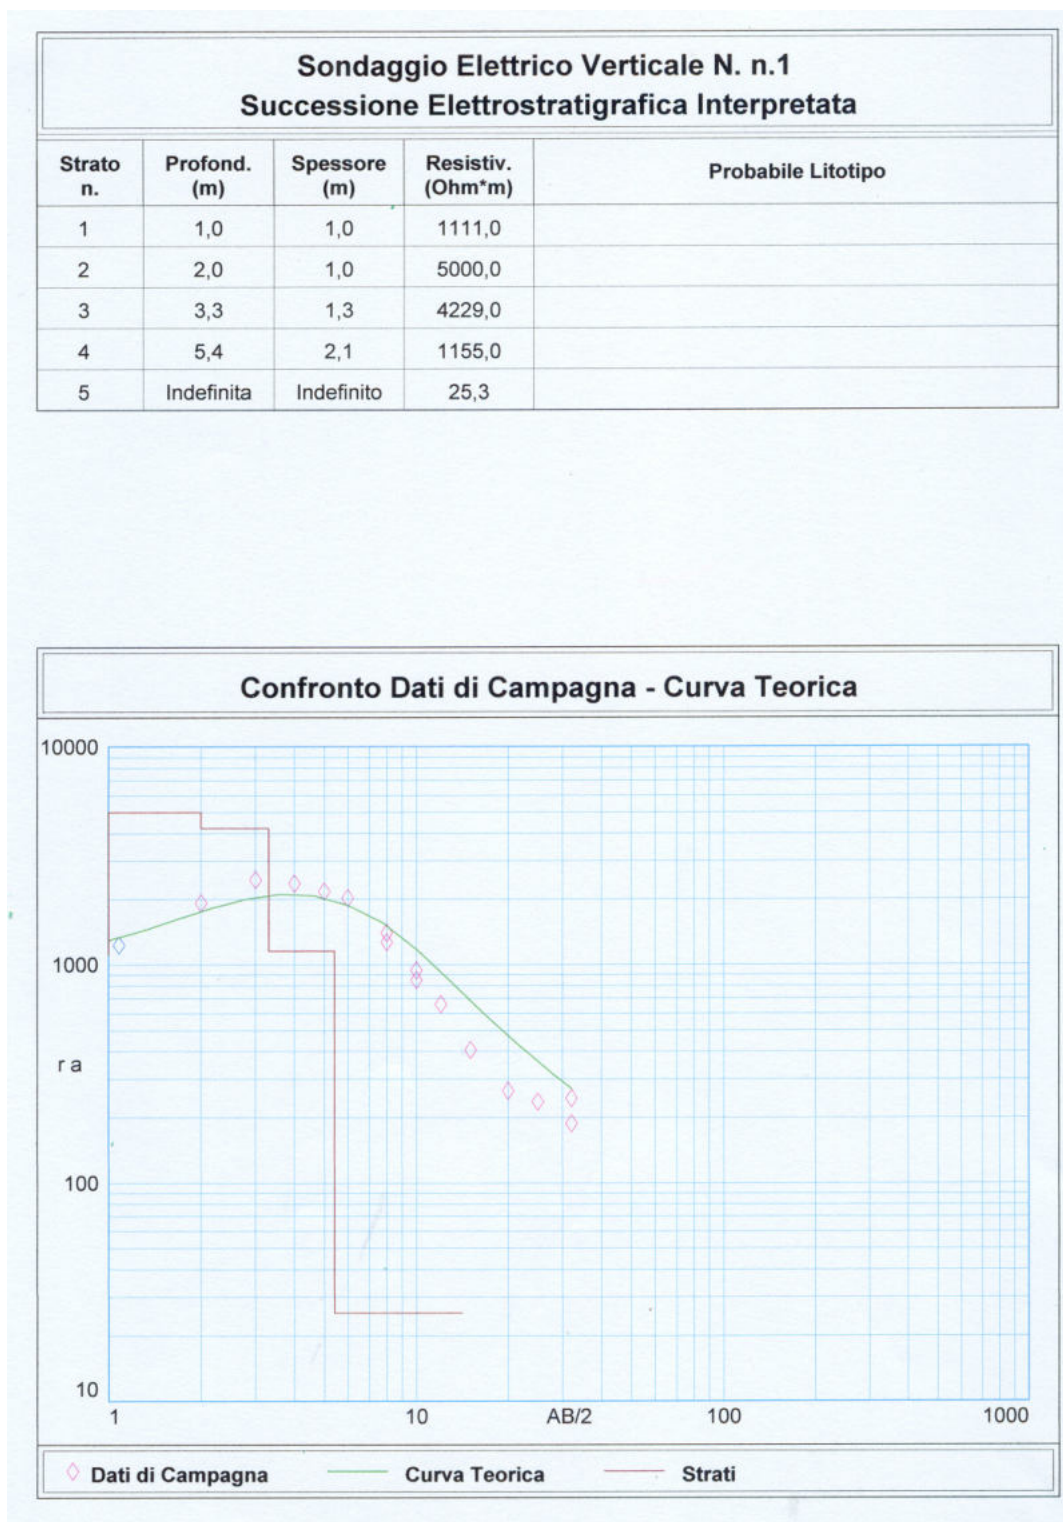 Sondaggio Elettrico Verticale N. n.1
Successione Elettrostratigrafica Interpretata
Strato n. Profond. (m) Spessore (m) Resistiv. (Ohm*m) Probabile Litotipo
1 1,0 1,0 1111,0
2 2,0 1,0 5000,0
3 3,3 1,3 4229,0
4 5,4 2,1 1155,0
5 Indefinita Indefinito 25,3
Confronto Dati di Campagna - Curva Teorica
10000
1000
r a
100
10
1 10 AB/2 100 1000
Dati di Campagna Curva Teorica Strati